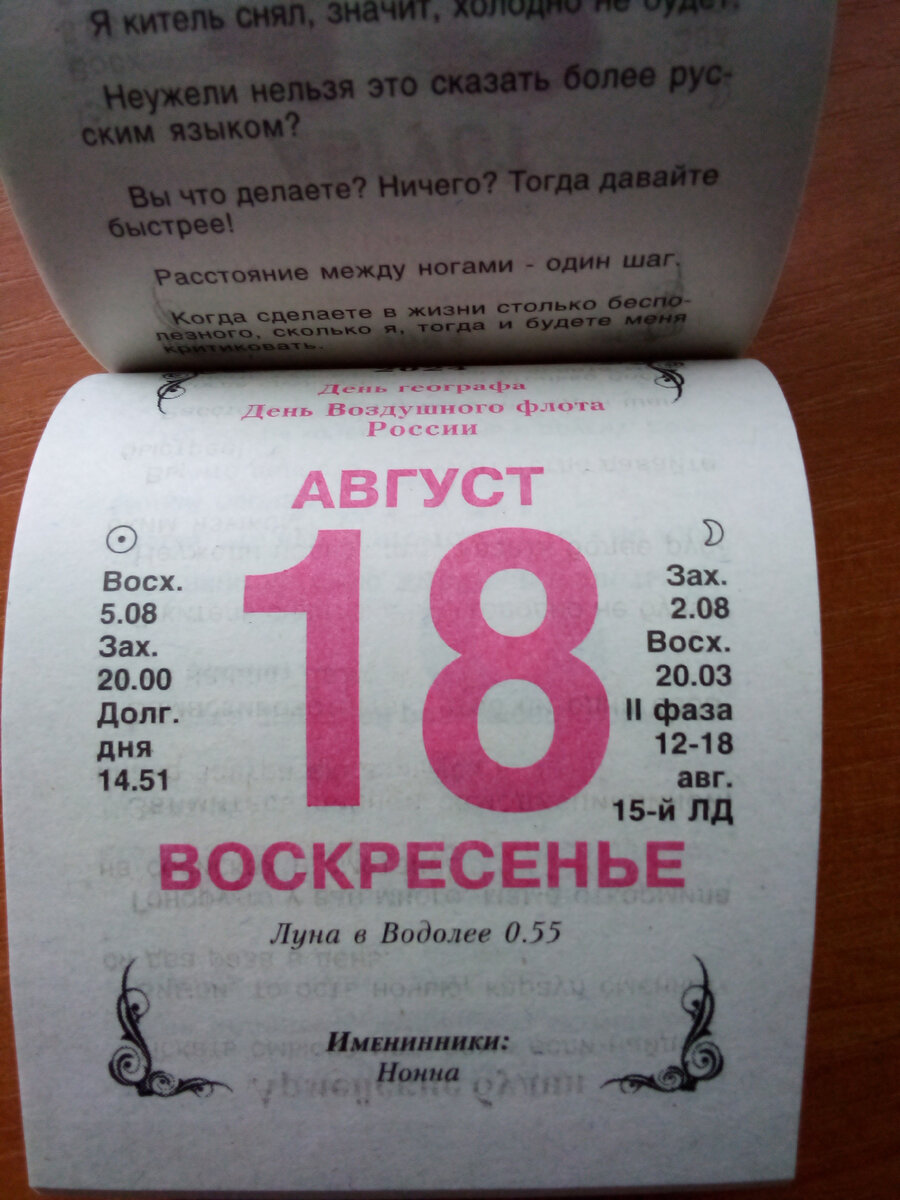 Я китель снял, значит, холодно не будет.
Неужели нельзя это сказать более рус-
ским языком?
Вы что делаете? Ничего? Тогда давайте
быстрее!
Расстояние между ногами - один шаг.
Когда сделаете в жизни столько беспо-
лезного, сколько я, тогда и будете меня
критиковать.
2024
День географа
День Воздушного флота
России
АВГУСТ
18
Восх.
5.08
Зах.
20.00
Долг.
дня
14.51
Зах.
2.08
Восх.
20.03
II фаза
12-18
авг.
15-й ЛД
ВОСКРЕСЕНЬЕ
Луна в Водолее 0.55
Именинники:
Нонна
Армейские будни